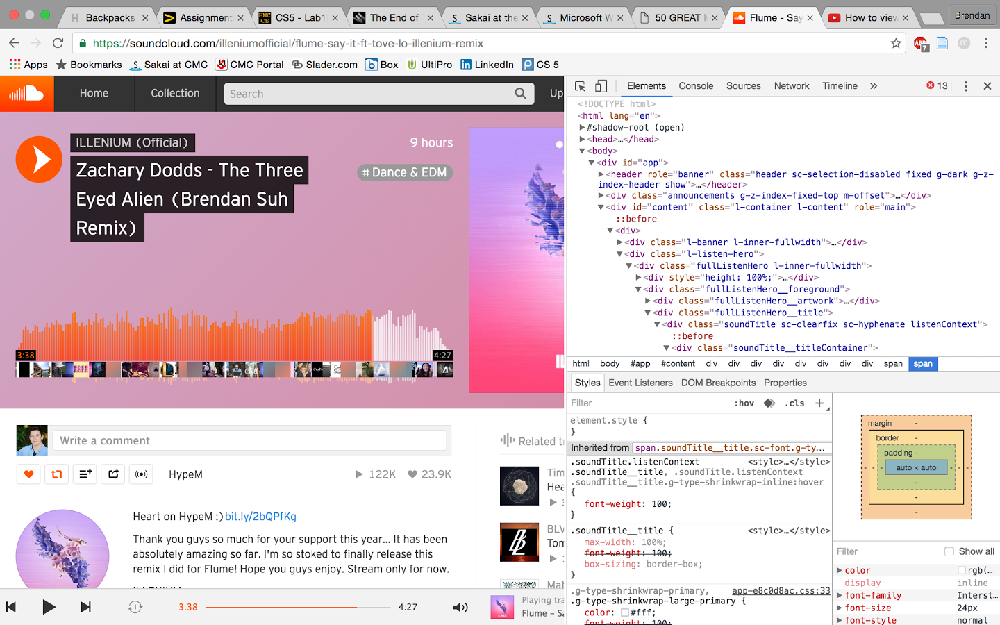 Backpacks
Assignment
CS5 - Lab1
The End of
Sakai at the
Microsoft W
50 GREAT
Flume - Say
How to view
Brendan
https://soundcloud.com/illeniumofficial/flume-say-it-ft-tove-lo-illenium-remix
ABP
7
m
Apps
Bookmarks
Sakai at CMC
CMC Portal
Slader.com
Box
UltiPro
LinkedIn
CS 5
Home
Collection
Search
Up
ILLENIUM (Official)
9 hours
Zachary Dodds - The Three
Eyed Alien (Brendan Suh
Remix)
# Dance & EDM
3:38
4:27
Write a comment
HypeM
122K
23.9K
Related t
Heart on HypeM :) bit.ly/2bQPfKg
Thank you guys so much for your support this year... It has been
absolutely amazing so far. I'm so stoked to finally release this
remix I did for Flume! Hope you guys enjoy. Stream only for now.
Tim
Hea
BLV
Tom
Mat
1
3:38
4:27
Playing tra
Flume – Sa
Elements
Console
Sources
Network
Timeline
»
13
<!DOCTYPE html>
<html lang="en">
▶#shadow-root (open)
▶<head>…</head>
▼<body>
▼<div id="app">
▶<header role="banner" class="header sc-selection-disabled fixed g-dark g-z-
index-header show">…</header>
▶<div class="announcements g-z-index-fixed-top m-offset">…</div>
▼<div id="content" class="l-container l-content" role="main">
::before
▼<div>
▶<div class="l-banner l-inner-fullwidth">…</div>
▼<div class="l-listen-hero">
▼<div class="fullListenHero l-inner-fullwidth">
▶<div style="height: 100%;">…</div>
▼<div class="fullListenHero__foreground">
▶<div class="fullListenHero__artwork">…</div>
▼<div class="fullListenHero__title">
▼<div class="soundTitle sc-clearfix sc-hyphenate listenContext">
::before
▼<div class="soundTitle__titleContainer">
html body #app #content div div div div div div div div span span
Styles
Event Listeners
DOM Breakpoints
Properties
Filter
:hov
.cls
+
element.style {
}
Inherited from span.soundTitle__title.sc-font.g-ty...
.soundTitle.listenContext <style>…</style>
.soundTitle__title, .soundTitle.listenContext
.soundTitle__title.g-type-shrinkwrap-inline:hover
{
font-weight: 100;
}
.soundTitle__title { <style>…</style>
max-width: 100%;
font-weight: 100;
box-sizing: border-box;
}
.g-type-shrinkwrap-primary, app-e8c0d8ac.css:33
.g-type-shrinkwrap-large-primary {
color: #fff;
font-weight: 100;
margin -
border -
padding -
auto × auto
-
-
-
Filter
Show all
color rgb(…
display inline
font-family Interst…
font-size 24px
font-style normal